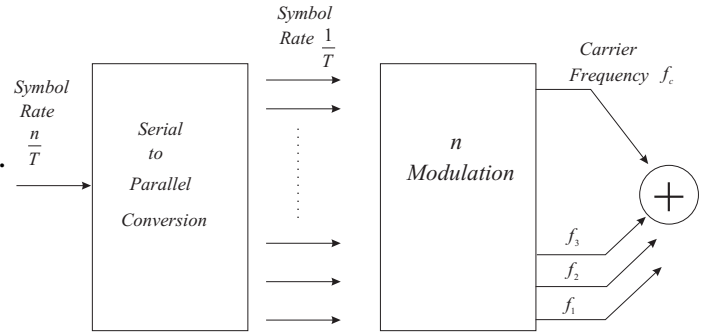 Symbol
Rate
n
T
.
Serial
to
Parallel
Conversion
Symbol
Rate 1
T
n
Modulation
Carrier
Frequency f_c
f_3
f_2
f_1
+